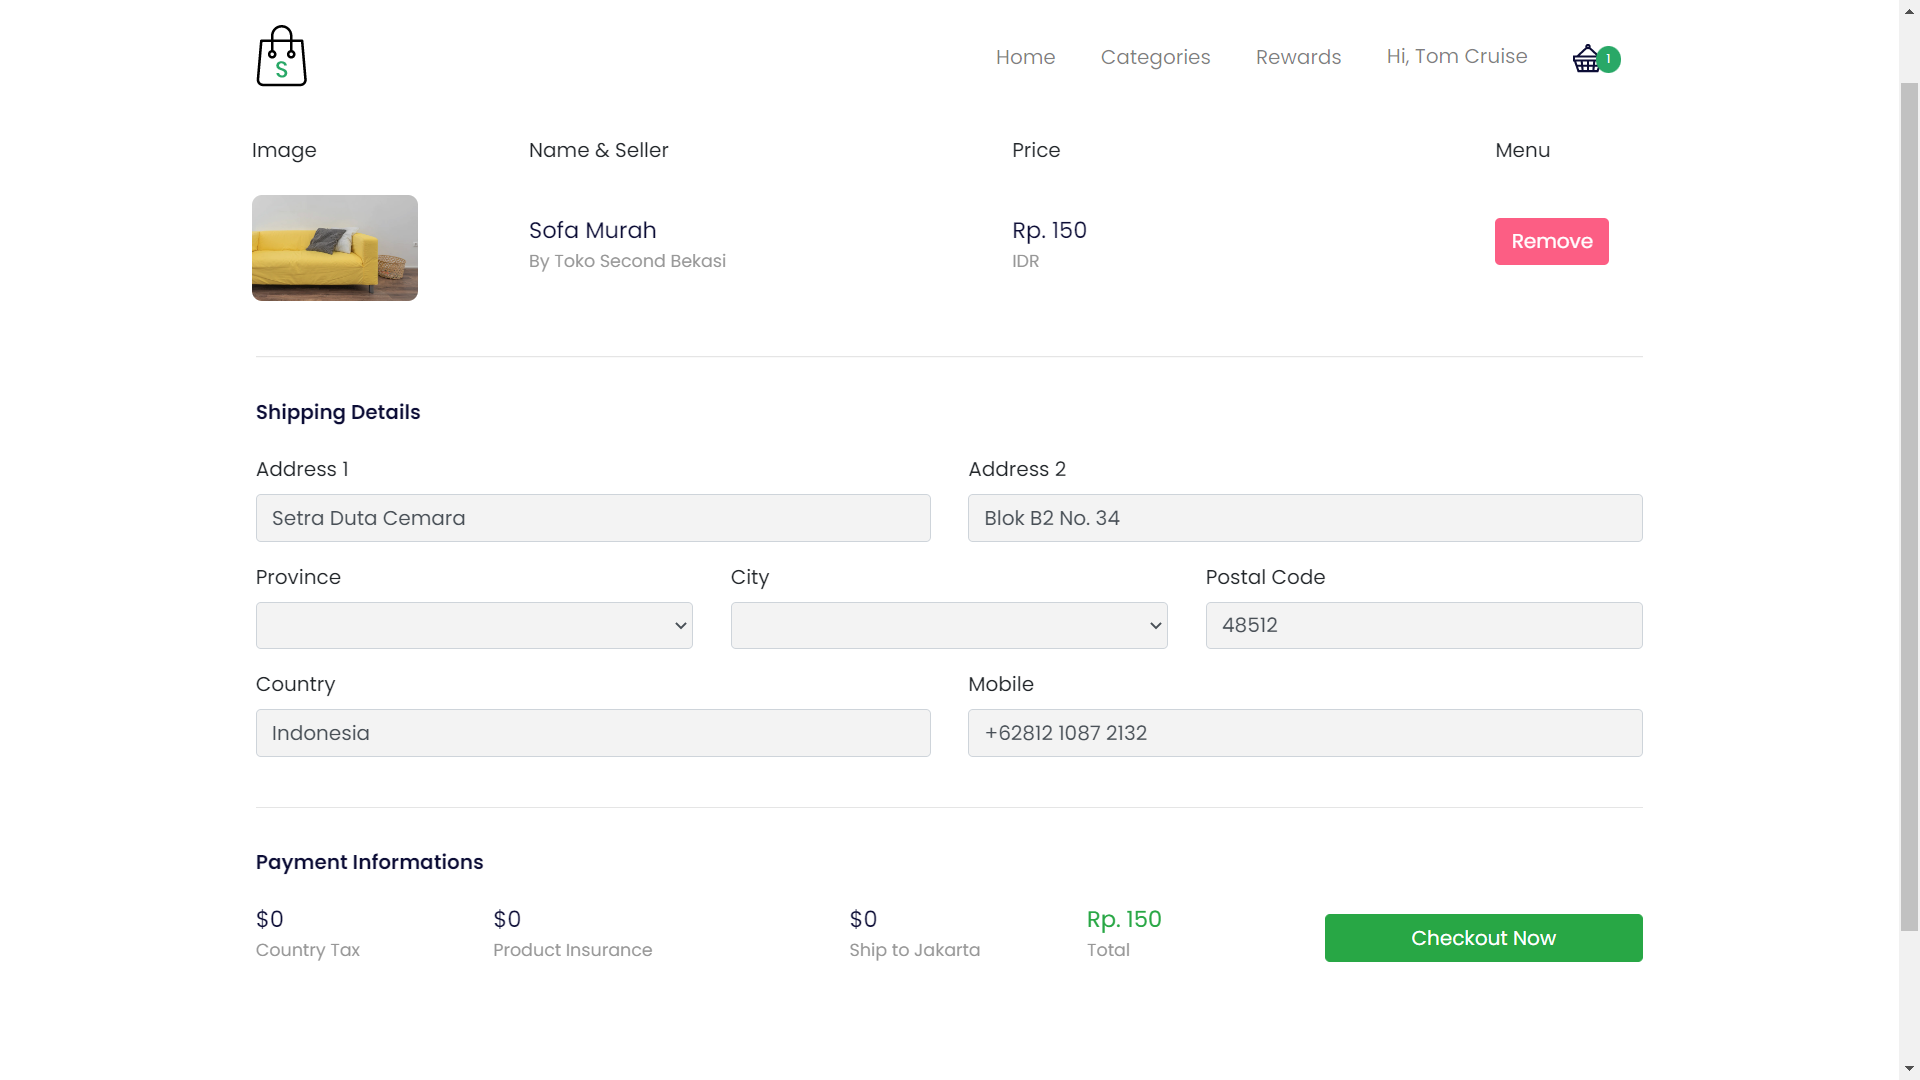 S
Home
Categories
Rewards
Hi, Tom Cruise
1
Image
Name & Seller
Price
Menu
Sofa Murah
By Toko Second Bekasi
Rp. 150
IDR
Remove
Shipping Details
Address 1
Address 2
Setra Duta Cemara
Blok B2 No. 34
Province
City
Postal Code
48512
Country
Mobile
Indonesia
+62812 1087 2132
Payment Informations
$0
Country Tax
$0
Product Insurance
$0
Ship to Jakarta
Rp. 150
Total
Checkout Now